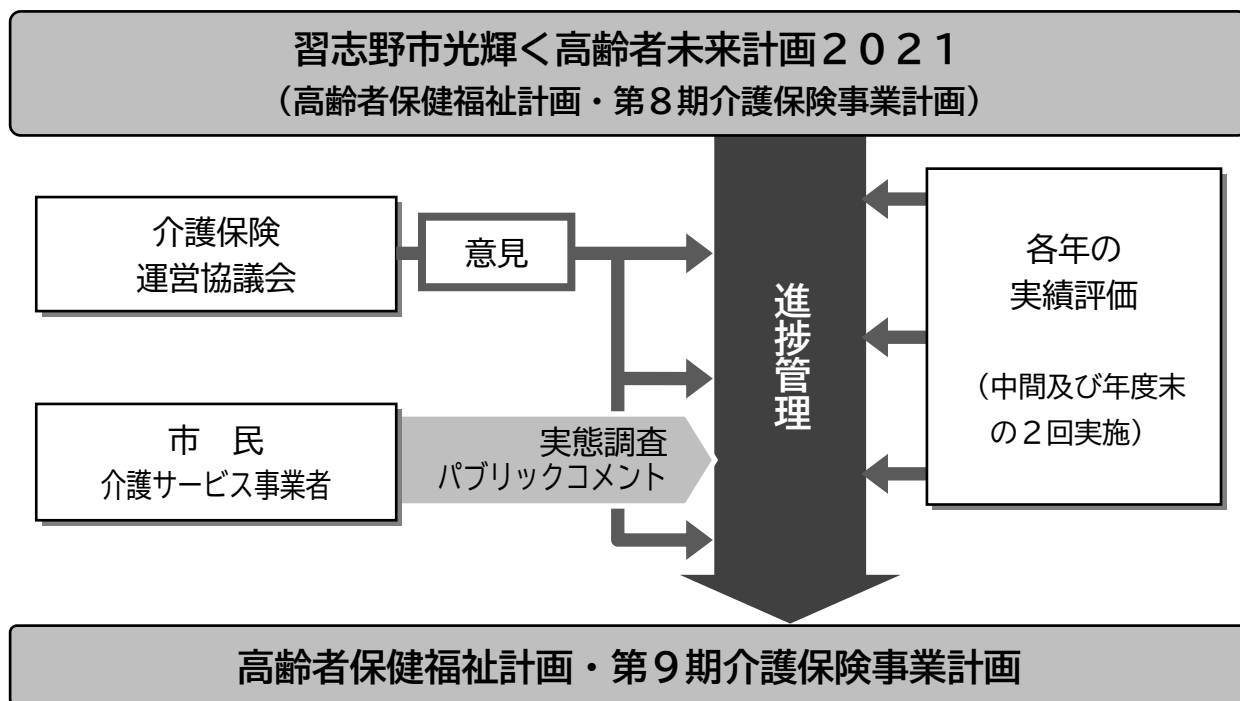 習志野市光輝く高齢者未来計画２０２１
（高齢者保健福祉計画・第８期介護保険事業計画）
介護保険
運営協議会
意見
市　民
介護サービス事業者
実態調査
パブリックコメント
進捗管理
各年の
実績評価
（中間及び年度末
の２回実施）
高齢者保健福祉計画・第９期介護保険事業計画